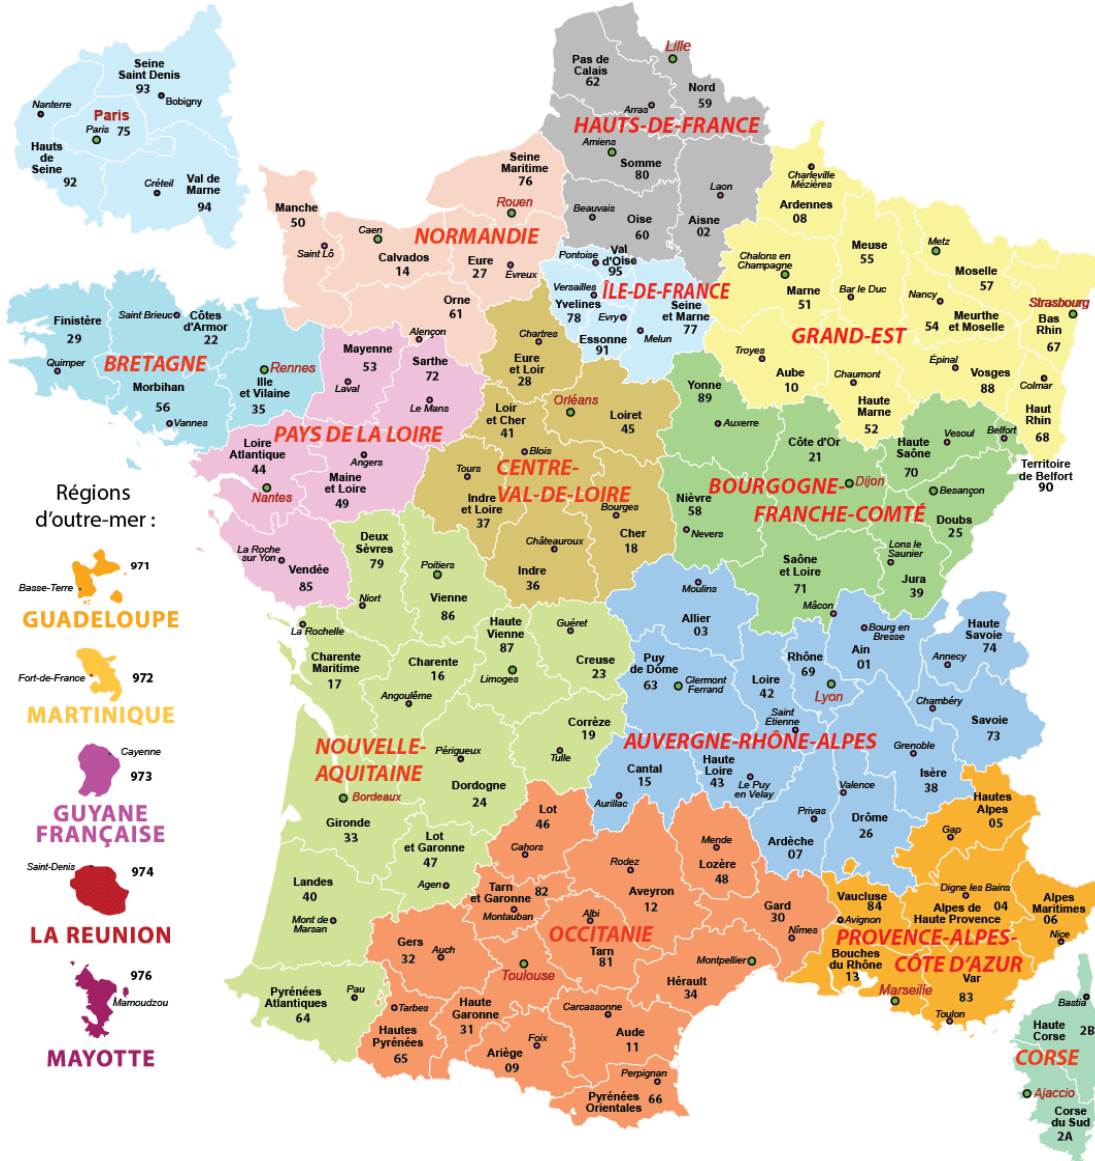 Seine
Saint Denis
93
Bobigny
Nanterre
Paris
Paris
75
Hauts
de
Seine
92
Créteil
Val de
Marne
94
Lille
Pas de
Calais
62
Nord
59
Arras
HAUTS-DE-FRANCE
Amiens
Somme
80
Laon
Beauvais
Oise
60
Aisne
02
Seine
Maritime
76
Rouen
Manche
50
Caen
Saint Lô
NORMANDIE
Calvados
14
Eure
27
Évreux
Orne
61
Alençon
Pontoise
Val
d'Oise
95
Versailles
ÎLE-DE-FRANCE
Yvelines
78
Evry
Seine
et Marne
77
Essonne
91
Melun
Charleville
Mézières
Ardennes
08
Meuse
55
Metz
Moselle
57
Chalons en
Champagne
Marne
51
Bar le Duc
Nancy
54
Meurthe
et Moselle
Strasbourg
Bas
Rhin
67
GRAND-EST
Troyes
Aube
10
Chaumont
Haute
Marne
52
Épinal
Vosges
88
Colmar
Haut
Rhin
68
Finistère
29
Saint Brieuc
Côtes
d'Armor
22
Quimper
BRETAGNE
Rennes
Morbihan
56
Vannes
Ille
et Vilaine
35
Mayenne
53
Laval
Sarthe
72
Le Mans
PAYS DE LA LOIRE
Loire
Atlantique
44
Angers
Maine
et Loire
49
Nantes
La Roche
sur Yon
Vendée
85
Chartres
Eure
et Loir
28
Orléans
Loir
et Cher
41
Loiret
45
Blois
Tours
CENTRE-
VAL-DE-LOIRE
Indre
et Loire
37
Bourges
Cher
18
Châteauroux
Indre
36
Yonne
89
Auxerre
Côte d'Or
21
Haute
Saône
70
Vesoul
Belfort
Territoire
de Belfort
90
BOURGOGNE-
FRANCHE-COMTÉ
Dijon
Besançon
Nièvre
58
Nevers
Doubs
25
Lons le
Saunier
Saône
et Loire
71
Jura
39
Mâcon
Deux
Sèvres
79
Poitiers
Vienne
86
Niort
La Rochelle
Haute
Vienne
87
Guéret
Creuse
23
Limoges
Charente
Maritime
17
Charente
16
Angoulême
Corrèze
19
Tulle
NOUVELLE-
AQUITAINE
Périgueux
Dordogne
24
Bordeaux
Gironde
33
Lot
et Garonne
47
Agen
Landes
40
Mont de
Marsan
Pyrénées
Atlantiques
64
Pau
Moulins
Allier
03
Puy
de Dôme
63
Clermont
Ferrand
Loire
42
Saint
Étienne
Rhône
69
Lyon
Bourg en
Bresse
Ain
01
Haute
Savoie
74
Annecy
Chambéry
Savoie
73
AUVERGNE-RHÔNE-ALPES
Grenoble
Isère
38
Cantal
15
Aurillac
Haute
Loire
43
Le Puy
en Velay
Privas
Valence
Drôme
26
Ardèche
07
Lot
46
Cahors
Mende
Lozère
48
Rodez
Aveyron
12
Tarn
et Garonne
82
Montauban
Albi
Tarn
81
Gard
30
Nîmes
OCCITANIE
Gers
32
Auch
Toulouse
Montpellier
Hérault
34
Tarbes
Hautes
Pyrénées
65
Haute
Garonne
31
Carcassonne
Aude
11
Foix
Ariège
09
Perpignan
Pyrénées
Orientales
66
Hautes
Alpes
05
Gap
Vaucluse
84
Avignon
Digne les Bains
04
Alpes de
Haute Provence
Alpes
Maritimes
06
Nice
PROVENCE-ALPES-
CÔTE D'AZUR
Bouches
du Rhône
13
Marseille
Var
83
Toulon
Bastia
Haute
Corse
2B
CORSE
Ajaccio
Corse
du Sud
2A
Régions
d'outre-mer :
971
Basse-Terre
GUADELOUPE
Fort-de-France
972
MARTINIQUE
Cayenne
973
GUYANE
FRANÇAISE
Saint-Denis
974
LA REUNION
976
Mamoudzou
MAYOTTE